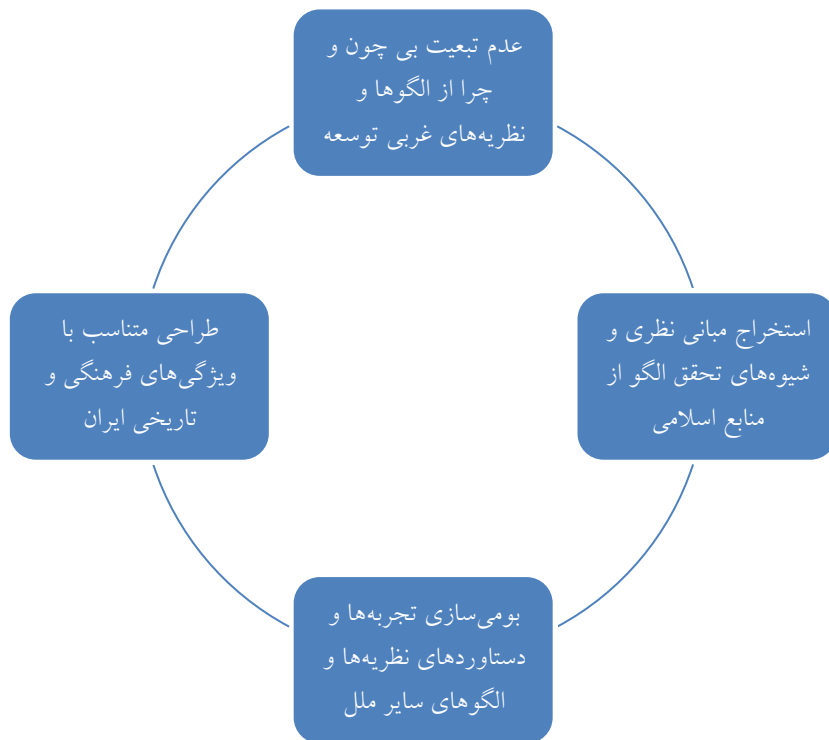 عدم تبعیت بی چون و
چرا از الگوها و
نظریه‌های غربی توسعه
استخراج مبانی نظری و
شیوه‌های تحقق الگو از
منابع اسلامی
بومی‌سازی تجربه‌ها و
دستاوردهای نظریه‌ها و
الگوهای سایر ملل
طراحی متناسب با
ویژگی‌های فرهنگی و
تاریخی ایران